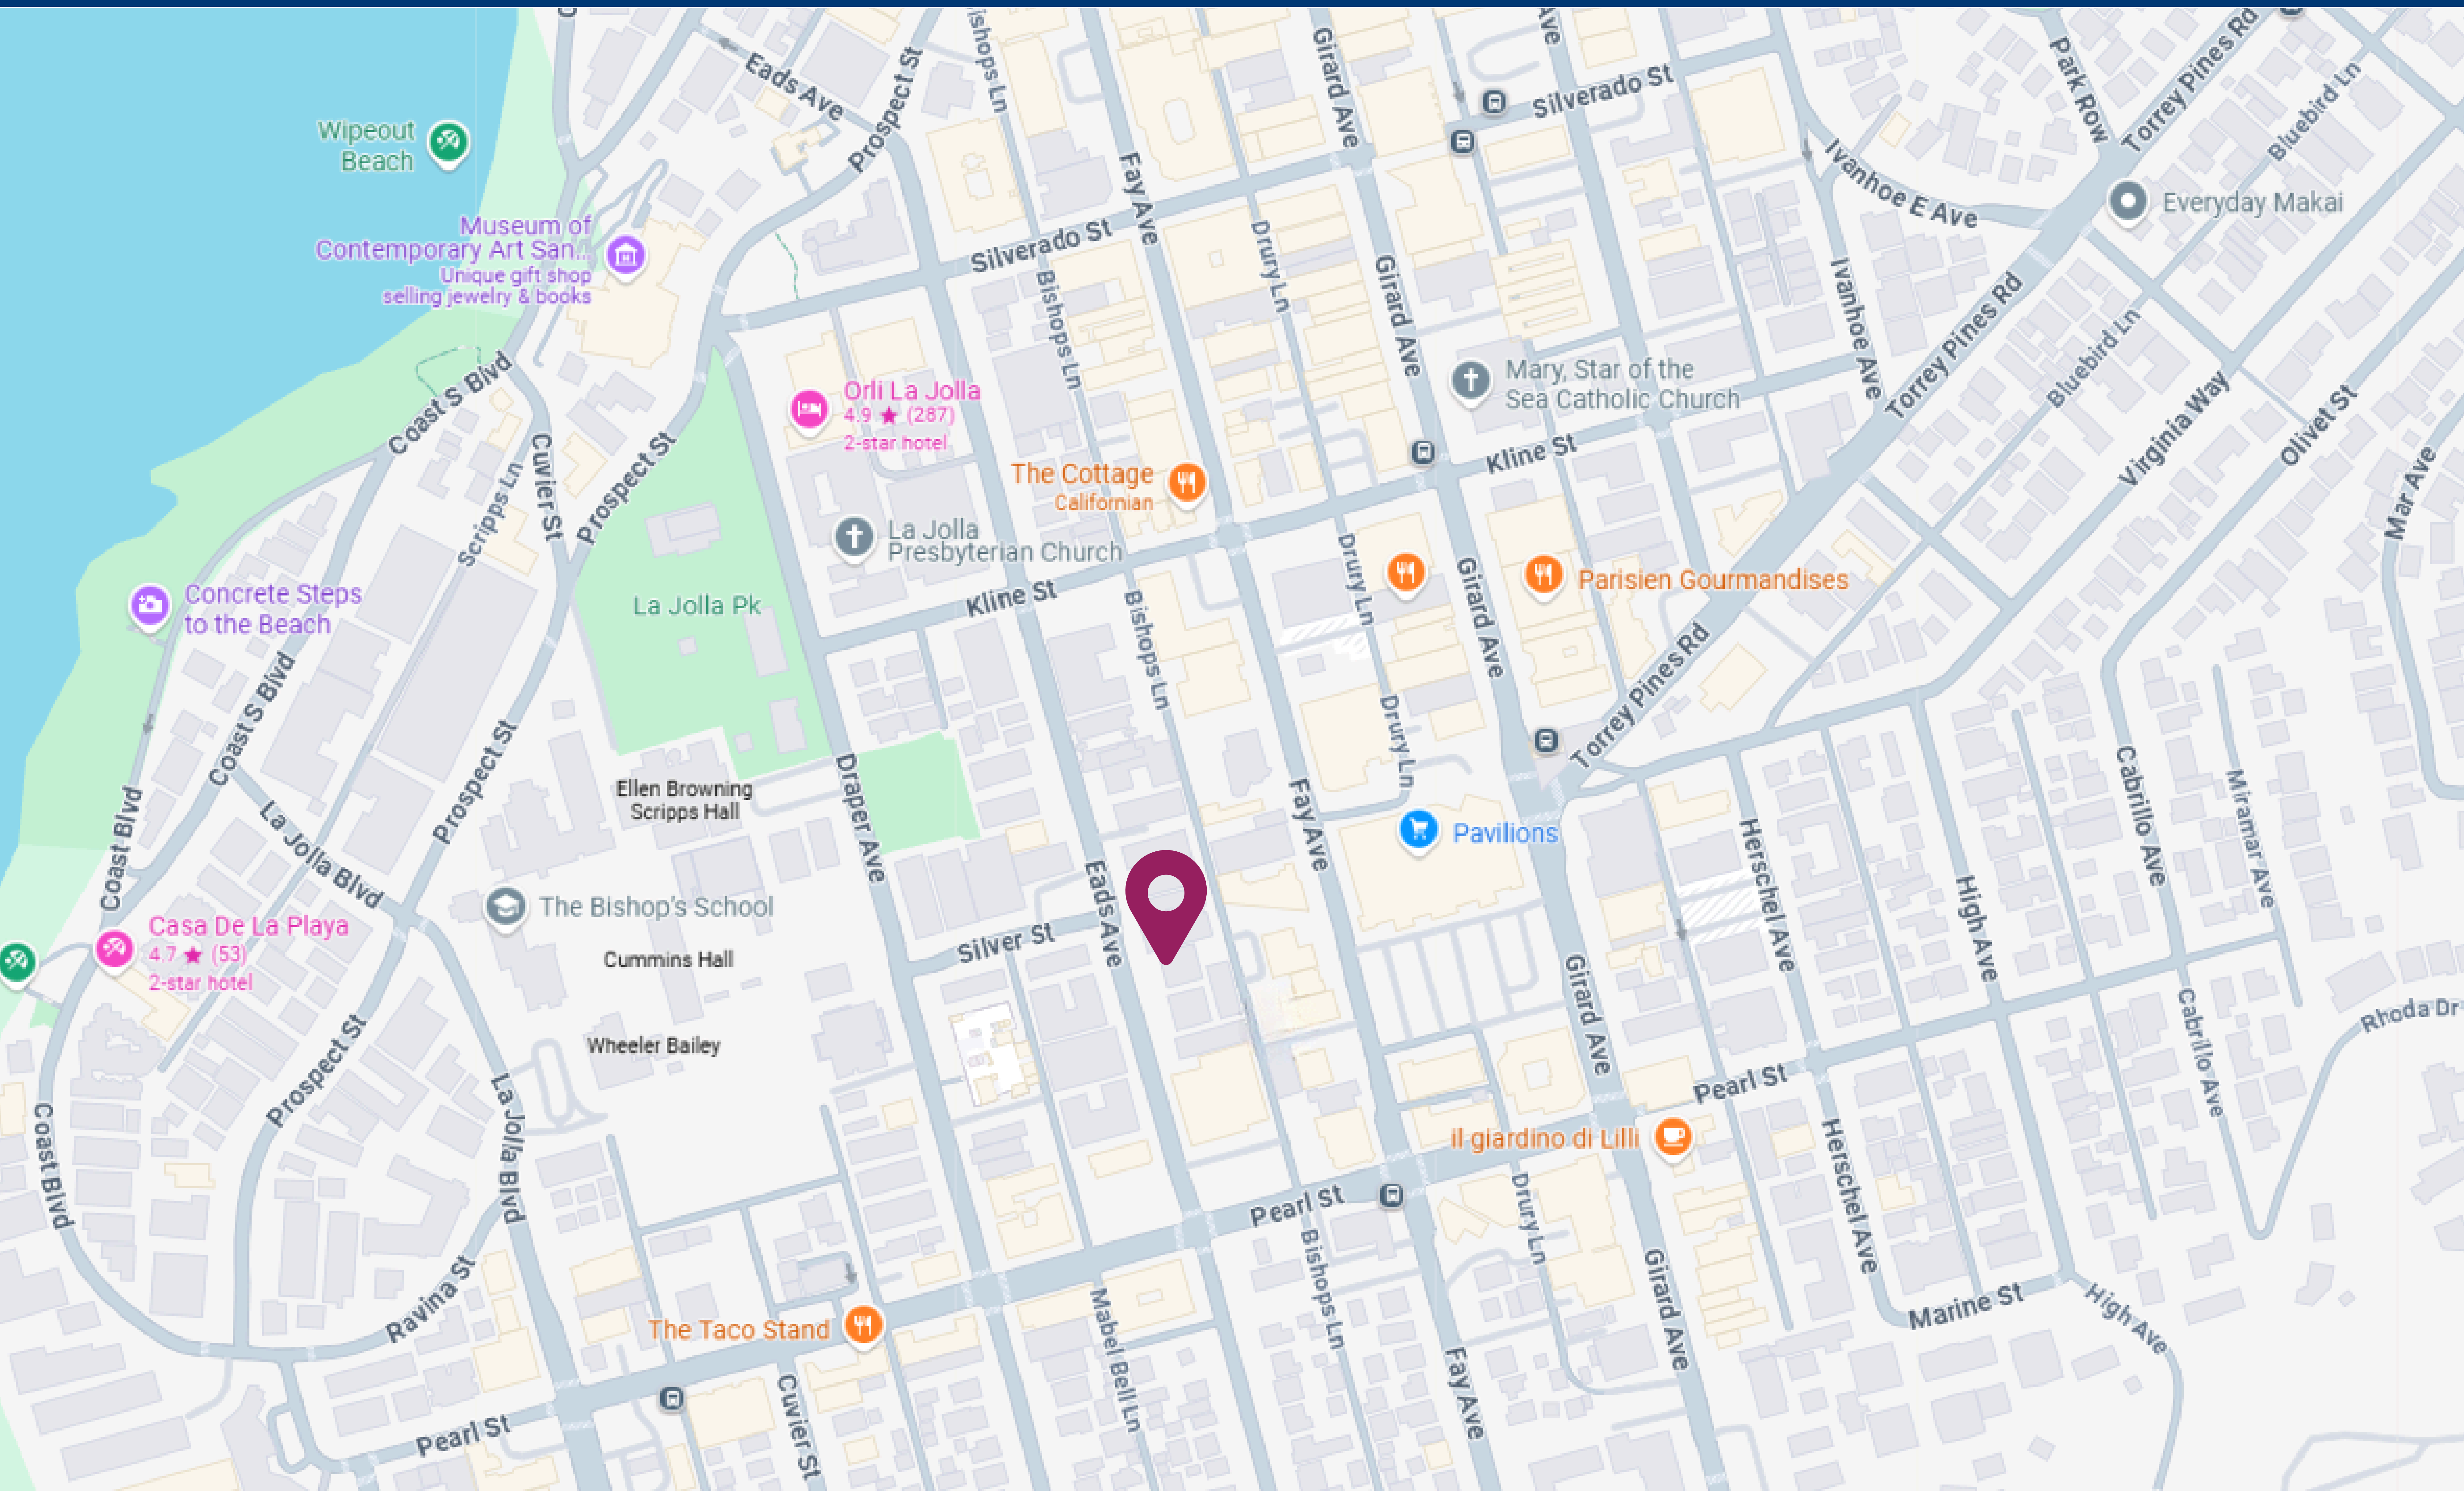 Eads Ave
Prospect St
Bishops Ln
Girard Ave
Ave
Silverado St
Park Row
Torrey Pines Rd
Bluebird Ln
Wipeout
Beach
Fay Ave
Ivanhoe E Ave
Everyday Makai
Museum of
Contemporary Art San...
Unique gift shop
selling jewelry & books
Silverado St
Drury Ln
Bishops Ln
Girard Ave
Ivanhoe Ave
Torrey Pines Rd
Bluebird Ln
Coast S Blvd
Orli La Jolla
4.9 ★ (287)
2-star hotel
Mary, Star of the
Sea Catholic Church
Virginia Way
Olivet St
Mar Ave
Cuvier St
Prospect St
Scripps Ln
The Cottage
Californian
Kline St
La Jolla
Presbyterian Church
Drury Ln
Girard Ave
Parisien Gourmandises
Concrete Steps
to the Beach
La Jolla Pk
Kline St
Bishops Ln
Torrey Pines Rd
Coast S Blvd
Prospect St
Drury Ln
Ellen Browning
Scripps Hall
Draper Ave
Fay Ave
Pavilions
Herschel Ave
Cabrillo Ave
Miramar Ave
Coast Blvd
La Jolla Blvd
Eads Ave
High Ave
The Bishop's School
Casa De La Playa
4.7 ★ (53)
2-star hotel
Cummins Hall
Silver St
Girard Ave
Cabrillo Ave
Rhoda Dr
Wheeler Bailey
Prospect St
La Jolla Blvd
Coast Blvd
Pearl St
il giardino di Lilli
Herschel Ave
Pearl St
Drury Ln
Bishops Ln
Girard Ave
Ravina St
Marine St
High Ave
The Taco Stand
Mabel Bell Ln
Cuvier St
Fay Ave
Pearl St